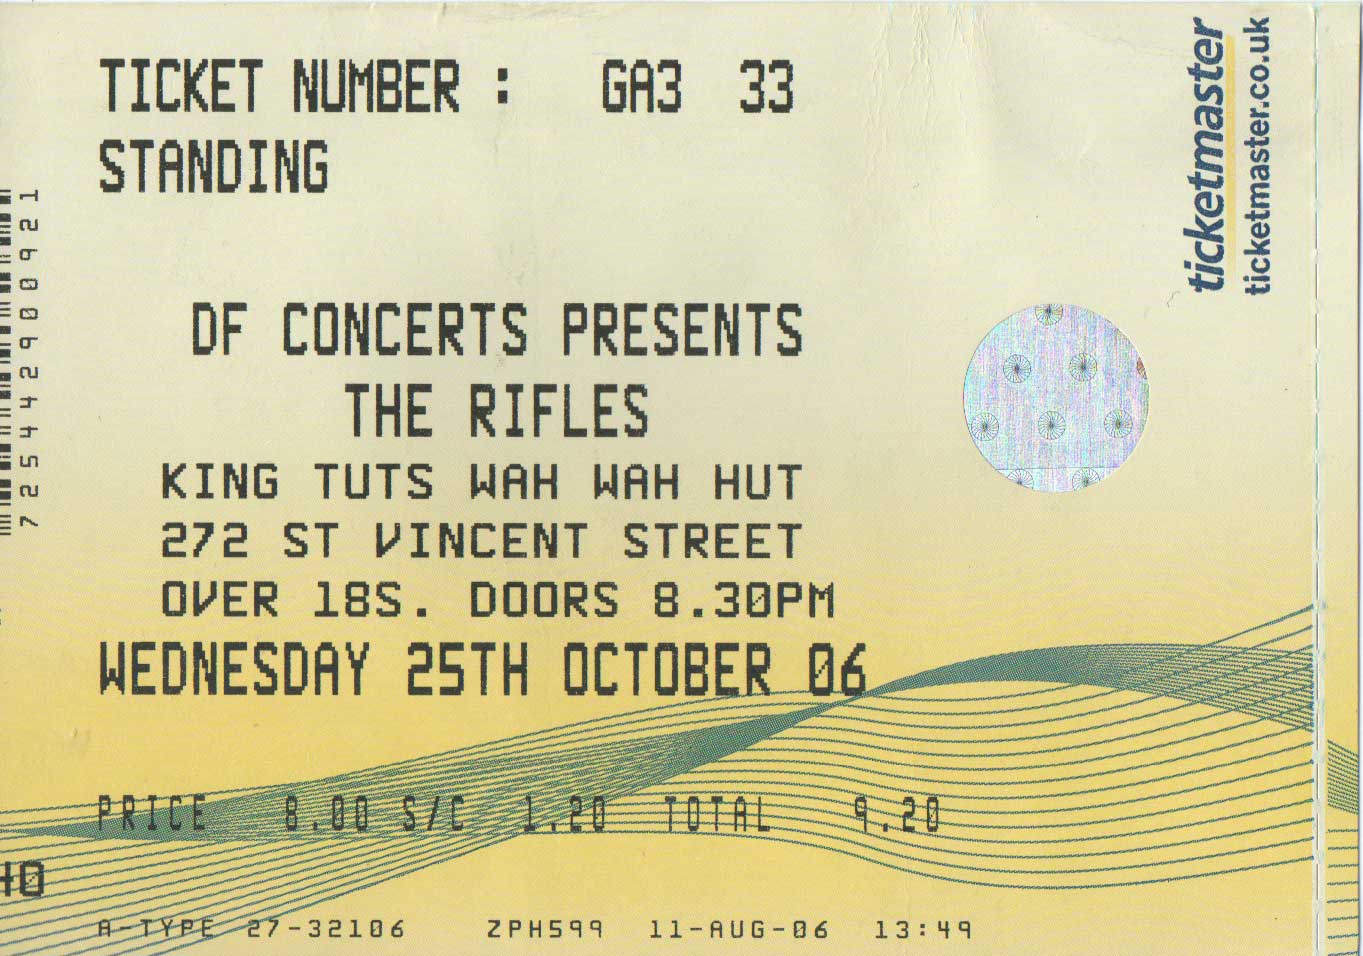 TICKET NUMBER : GA3 33
STANDING
DF CONCERTS PRESENTS
THE RIFLES
KING TUTS WAH WAH HUT
272 ST VINCENT STREET
OVER 18S. DOORS 8.30PM
WEDNESDAY 25TH OCTOBER 06
PRICE 8.00 S/C 1.20 TOTAL 9.20
A-TYPE 27-32106 ZPH599 11-AUG-06 13:49
725442900921
ticketmaster
ticketmaster.co.uk